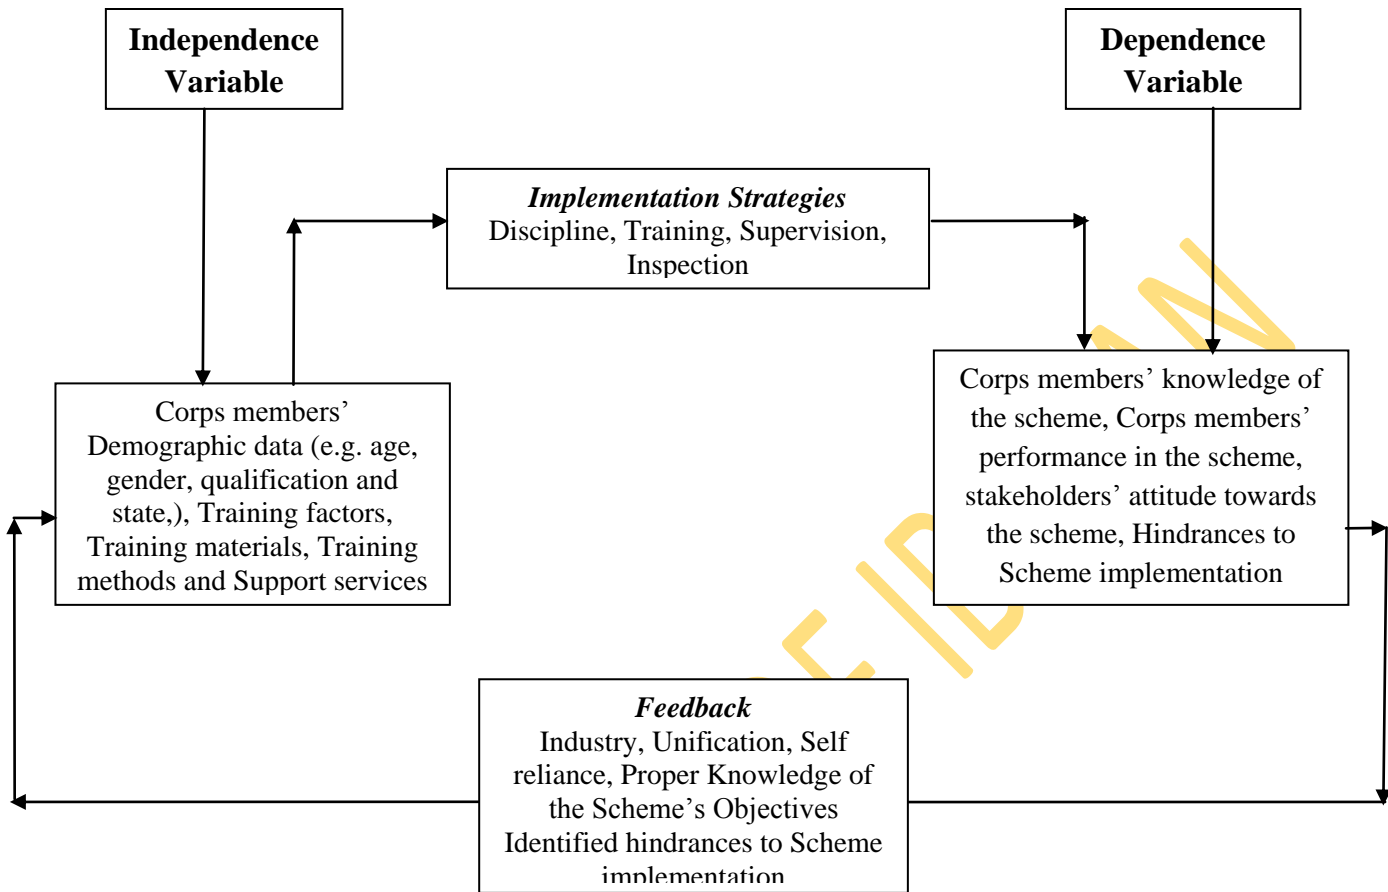 Independence
Variable
Dependence
Variable
Implementation Strategies
Discipline, Training, Supervision,
Inspection
Corps members’
Demographic data (e.g. age,
gender, qualification and
state,), Training factors,
Training materials, Training
methods and Support services
Corps members’ knowledge of
the scheme, Corps members’
performance in the scheme,
stakeholders’ attitude towards
the scheme, Hindrances to
Scheme implementation
Feedback
Industry, Unification, Self
reliance, Proper Knowledge of
the Scheme’s Objectives
Identified hindrances to Scheme
implementation